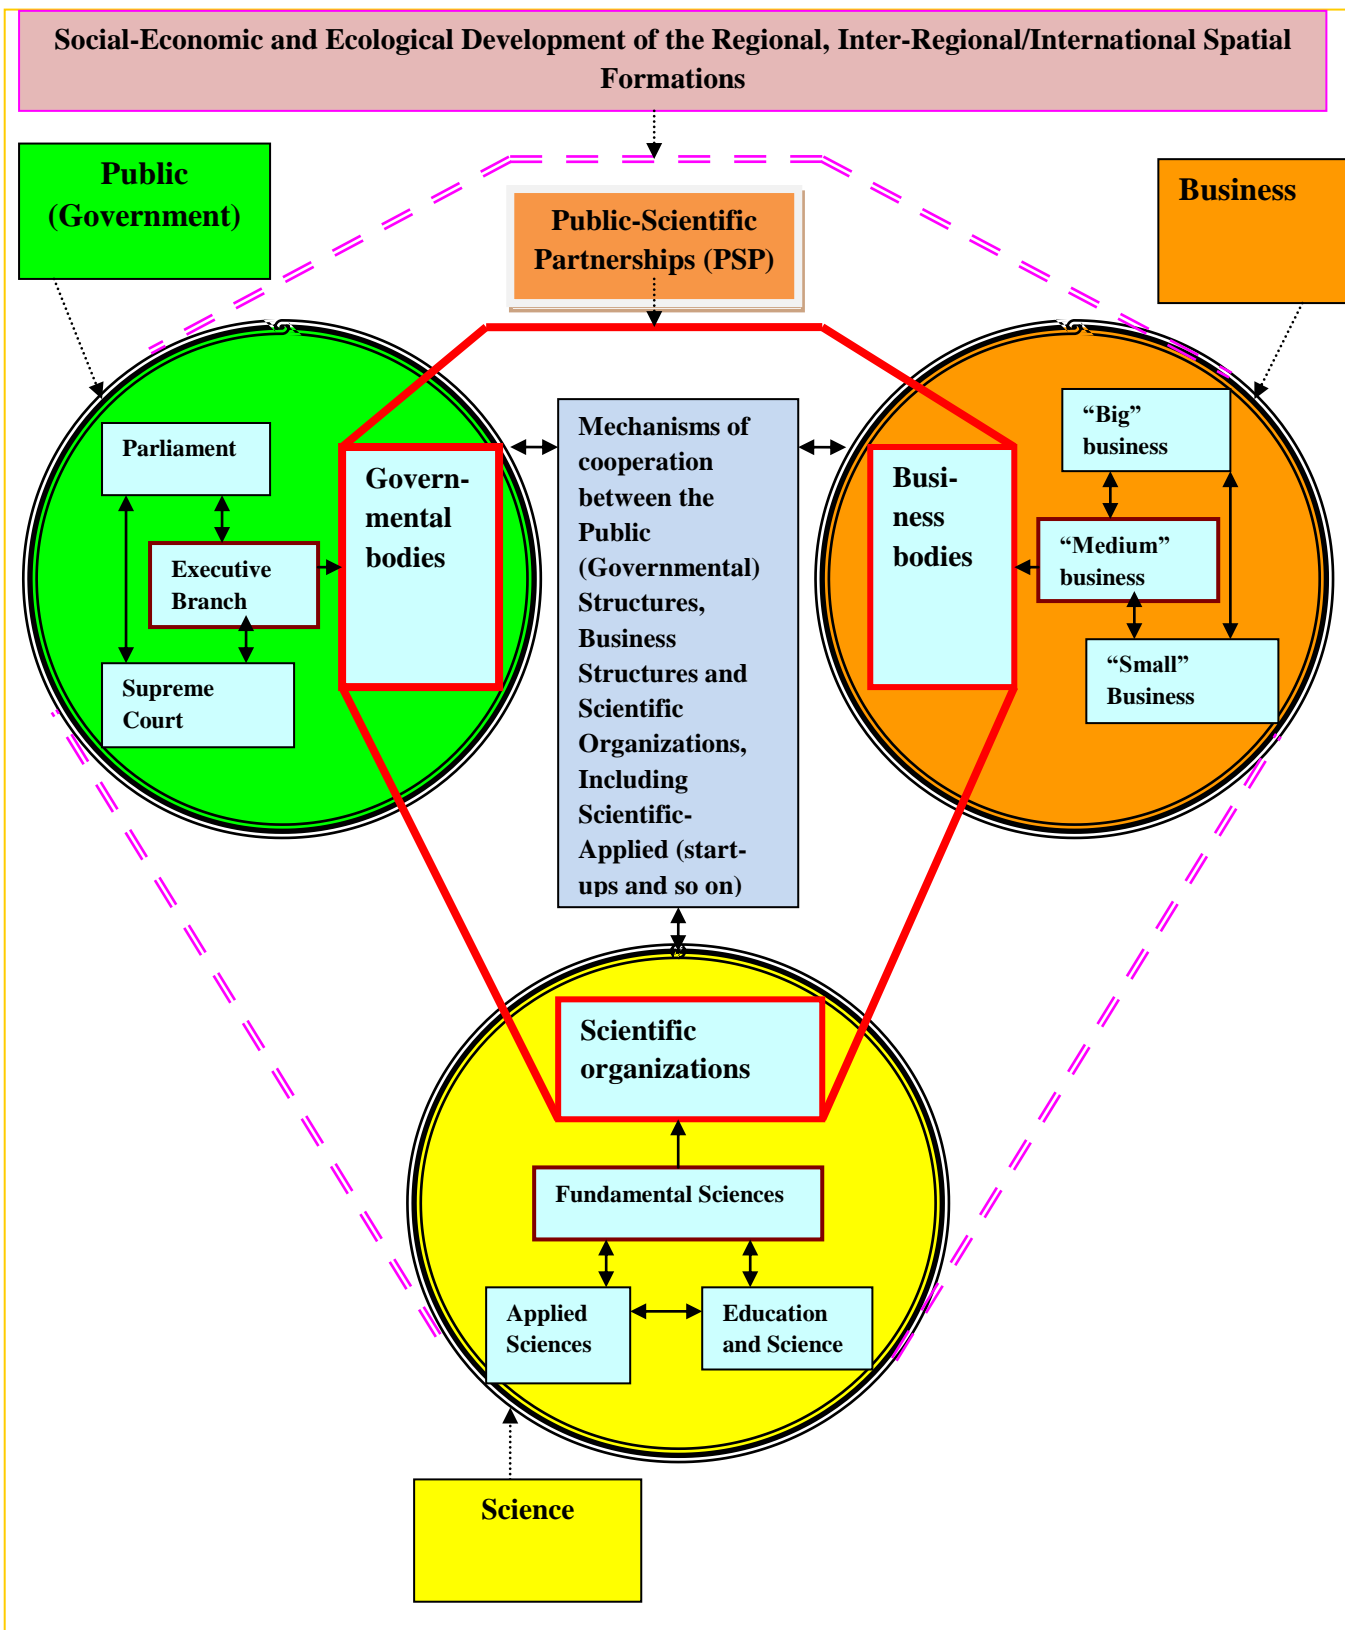 Social-Economic and Ecological Development of the Regional, Inter-Regional/International Spatial
Formations
Public
(Government)
Business
Public-Scientific
Partnerships (PSP)
Parliament
Executive
Branch
Supreme
Court
Govern-
mental
bodies
Mechanisms of
cooperation
between the
Public
(Governmental)
Structures,
Business
Structures and
Scientific
Organizations,
Including
Scientific-
Applied (start-
ups and so on)
Busi-
ness
bodies
“Big”
business
“Medium”
business
“Small”
Business
Scientific
organizations
Fundamental Sciences
Applied
Sciences
Education
and Science
Science